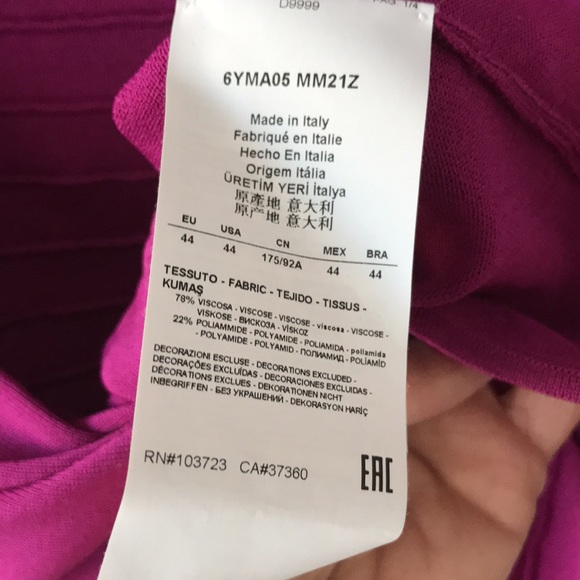 D9999
PAG 1/4
6YMA05 MM21Z
Made in Italy
Fabriqué en Italie
Hecho En Italia
Origem Itália
ÜRETİM YERİ İtalya
原產地 意大利
原产地 意大利
EU USA CN MEX BRA
44 44 175/92A 44 44
TESSUTO - FABRIC - TEJIDO - TISSUS -
KUMAŞ
78% VISCOSA - VISCOSE - VISCOSE - viscosa - VISCOSE -
VISKOSE - ВИСКОЗА - VİSKOZ
22% POLIAMMIDE - POLYAMIDE - POLIAMIDA - poliamida
- POLYAMIDE - POLYAMID - ПОЛИАМИД - POLİAMİD
DECORAZIONI ESCLUSE - DECORATIONS EXCLUDED -
DECORAÇÕES EXCLUÍDAS - DECORACIONES EXCLUIDAS -
DÉCORATIONS EXCLUES - DEKORATIONEN NICHT
INBEGRIFFEN - БЕЗ УКРАШЕНИЙ - DEKORASYON HARİÇ
RN#103723 CA#37360
EAC